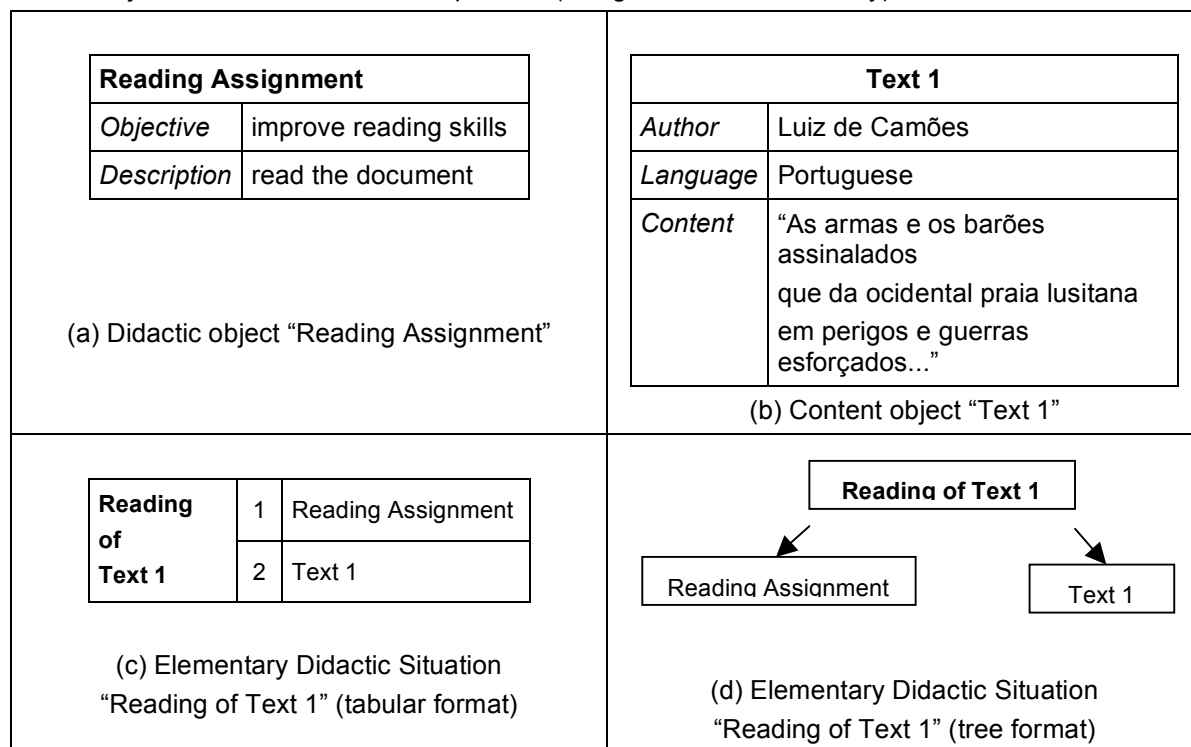 Reading Assignment
Objective improve reading skills
Description read the document
(a) Didactic object “Reading Assignment”
Text 1
Author Luiz de Camões
Language Portuguese
Content “As armas e os barões
assinalados
que da ocidental praia lusitana
em perigos e guerras
esforçados...”
(b) Content object “Text 1”
Reading
of
Text 1
1 Reading Assignment
2 Text 1
(c) Elementary Didactic Situation
“Reading of Text 1” (tabular format)
Reading of Text 1
Reading Assignment
Text 1
(d) Elementary Didactic Situation
“Reading of Text 1” (tree format)